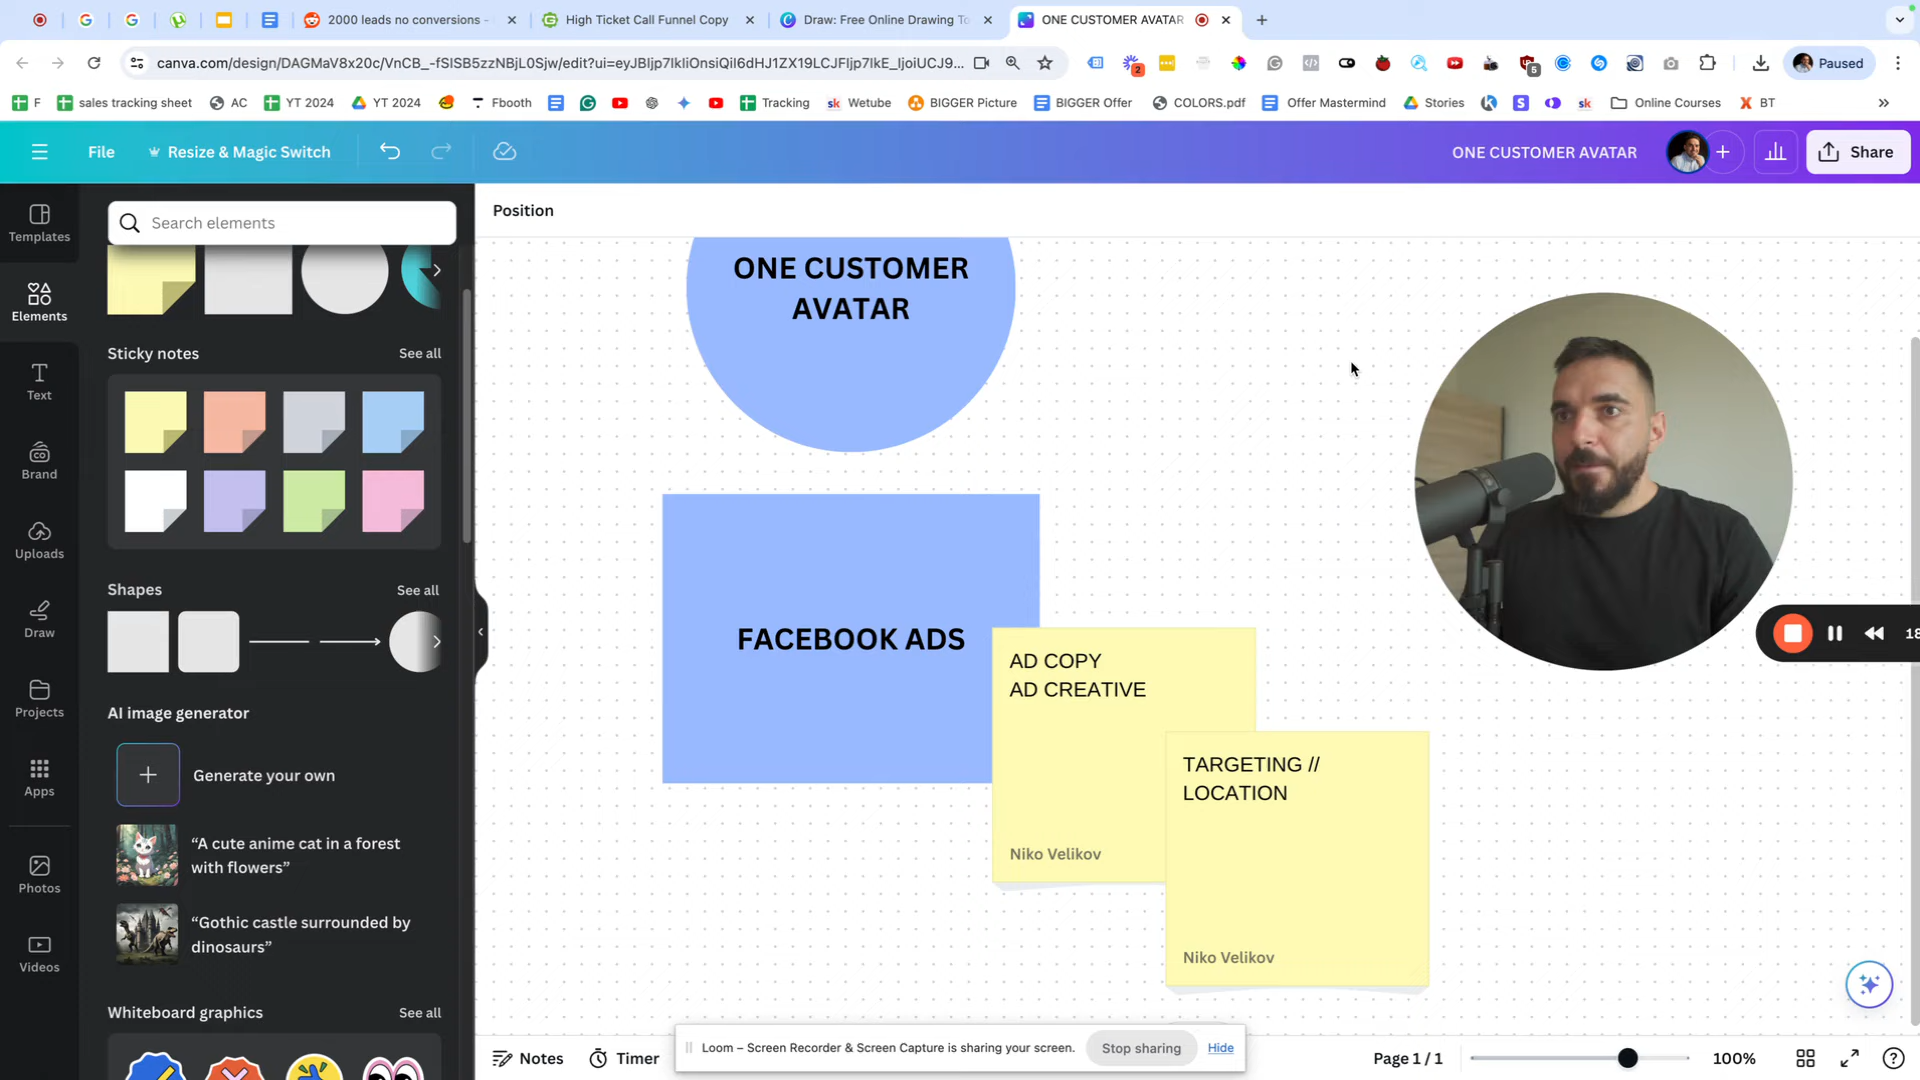 2000 leads no conversions -
High Ticket Call Funnel Copy
Draw: Free Online Drawing To
ONE CUSTOMER AVATAR
canva.com/design/DAGMaV8x20c/VnCB_-fSlSB5zzNBjL0Sjw/edit?ui=eyJBIjp7IkIiOnsiQiI6dHJ1ZX19LCJFIjp7IkE_IjoiUCJ9...
2
5
Paused
F
sales tracking sheet
AC
YT 2024
YT 2024
Fbooth
Tracking
Wetube
BIGGER Picture
BIGGER Offer
COLORS.pdf
Offer Mastermind
Stories
Online Courses
BT
File
Resize & Magic Switch
ONE CUSTOMER AVATAR
Share
Templates
Elements
Text
Brand
Uploads
Draw
Projects
Apps
Photos
Videos
Search elements
Sticky notes
See all
Shapes
See all
AI image generator
Generate your own
“A cute anime cat in a forest
with flowers”
“Gothic castle surrounded by
dinosaurs”
Whiteboard graphics
See all
Position
ONE CUSTOMER
AVATAR
FACEBOOK ADS
AD COPY
AD CREATIVE
Niko Velikov
TARGETING //
LOCATION
Niko Velikov
18
Notes
Timer
Loom – Screen Recorder & Screen Capture is sharing your screen.
Stop sharing
Hide
Page 1 / 1
100%